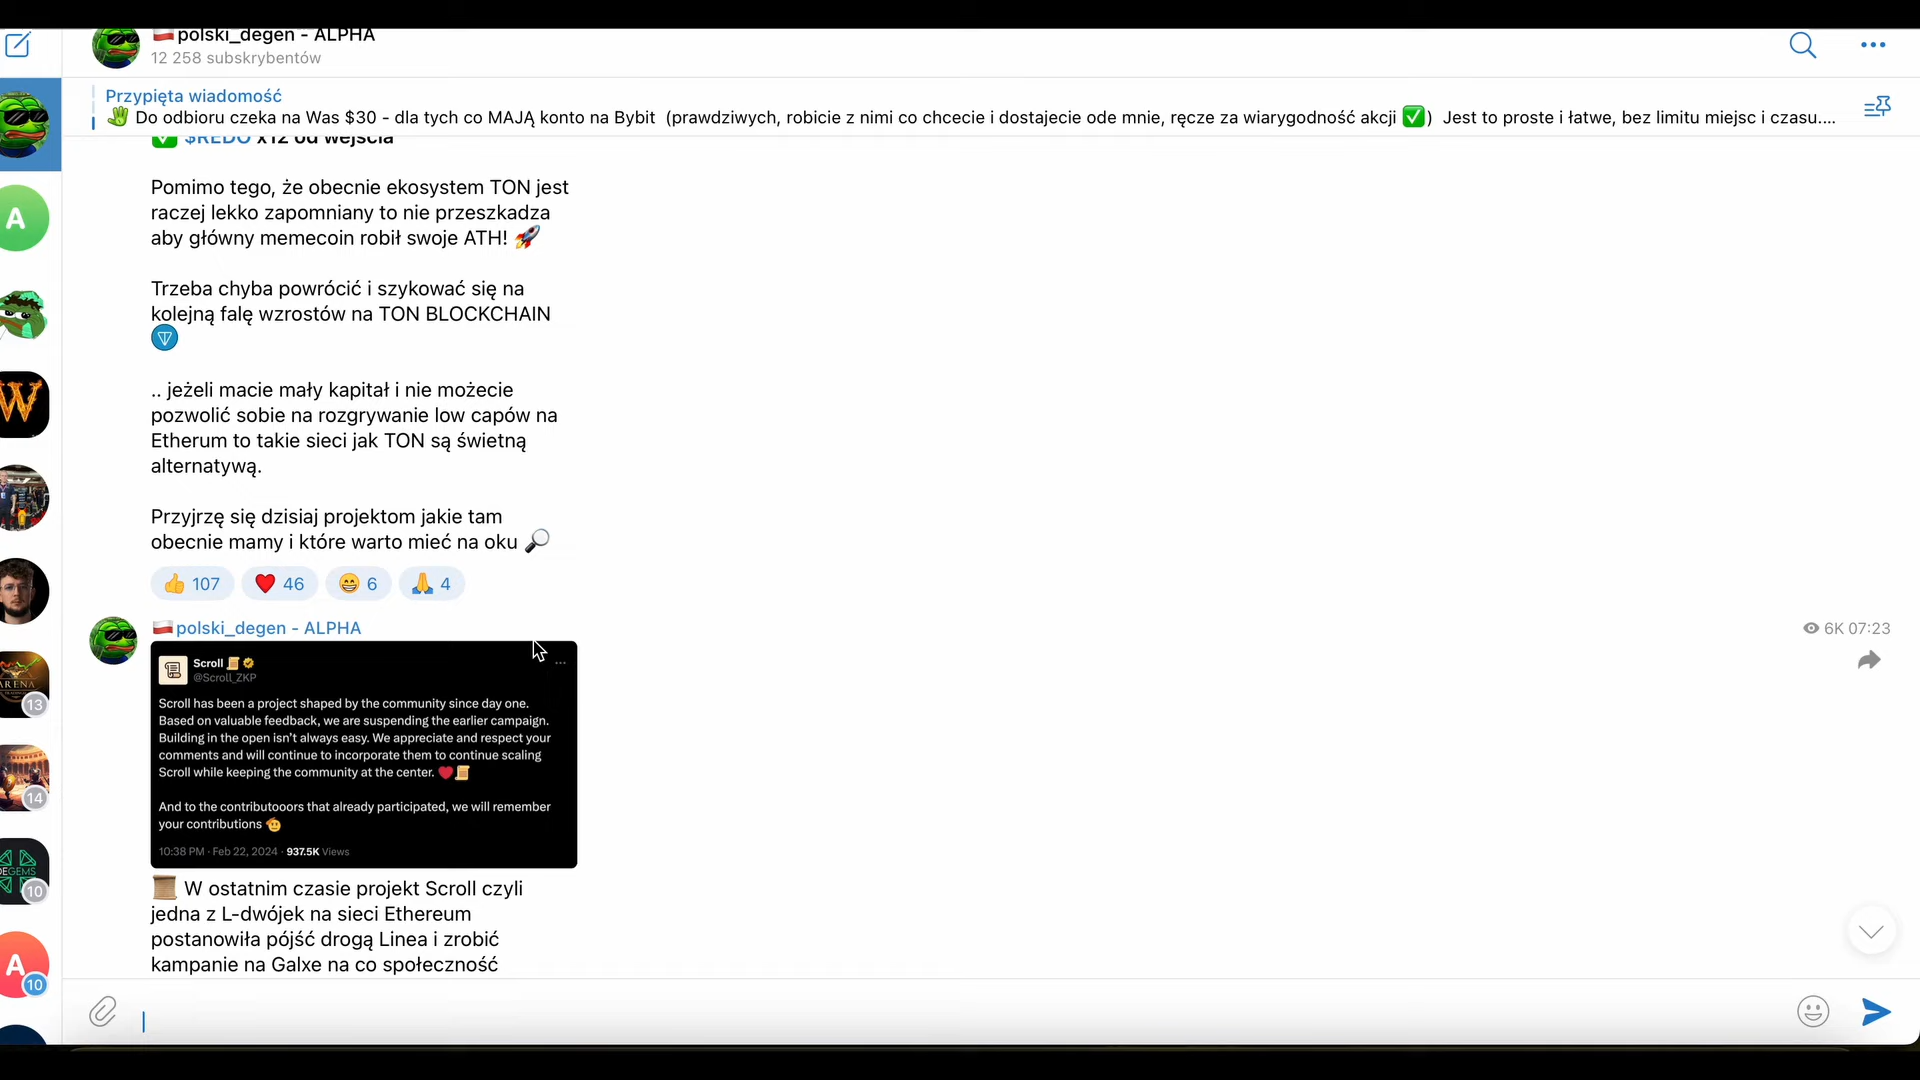 🇵🇱polski_degen - ALPHA
12 258 subskrybentów
Przypięta wiadomość
👋 Do odbioru czeka na Was $30 - dla tych co MAJĄ konto na Bybit (prawdziwych, robicie z nimi co chcecie i dostajecie ode mnie, ręcze za wiarygodność akcji ✅) Jest to proste i łatwe, bez limitu miejsc i czasu....
✅ $REDO x12 od wejścia
Pomimo tego, że obecnie ekosystem TON jest
raczej lekko zapomniany to nie przeszkadza
aby główny memecoin robił swoje ATH! 🚀
Trzeba chyba powrócić i szykować się na
kolejną falę wzrostów na TON BLOCKCHAIN
.. jeżeli macie mały kapitał i nie możecie
pozwolić sobie na rozgrywanie low capów na
Etherum to takie sieci jak TON są świetną
alternatywą.
Przyjrzę się dzisiaj projektom jakie tam
obecnie mamy i które warto mieć na oku 🔎
👍 107 ❤️ 46 😁 6 🙏 4
🇵🇱polski_degen - ALPHA
6K 07:23
Scroll 📜
@Scroll_ZKP
Scroll has been a project shaped by the community since day one.
Based on valuable feedback, we are suspending the earlier campaign.
Building in the open isn't always easy. We appreciate and respect your
comments and will continue to incorporate them to continue scaling
Scroll while keeping the community at the center. ❤️📜
And to the contributooors that already participated, we will remember
your contributions 🫡
10:38 PM · Feb 22, 2024 · 937.5K Views
📜 W ostatnim czasie projekt Scroll czyli
jedna z L-dwójek na sieci Ethereum
postanowiła pójść drogą Linea i zrobić
kampanie na Galxe na co społeczność
A
W
ARENA
13
14
DEGEMS
10
A
10